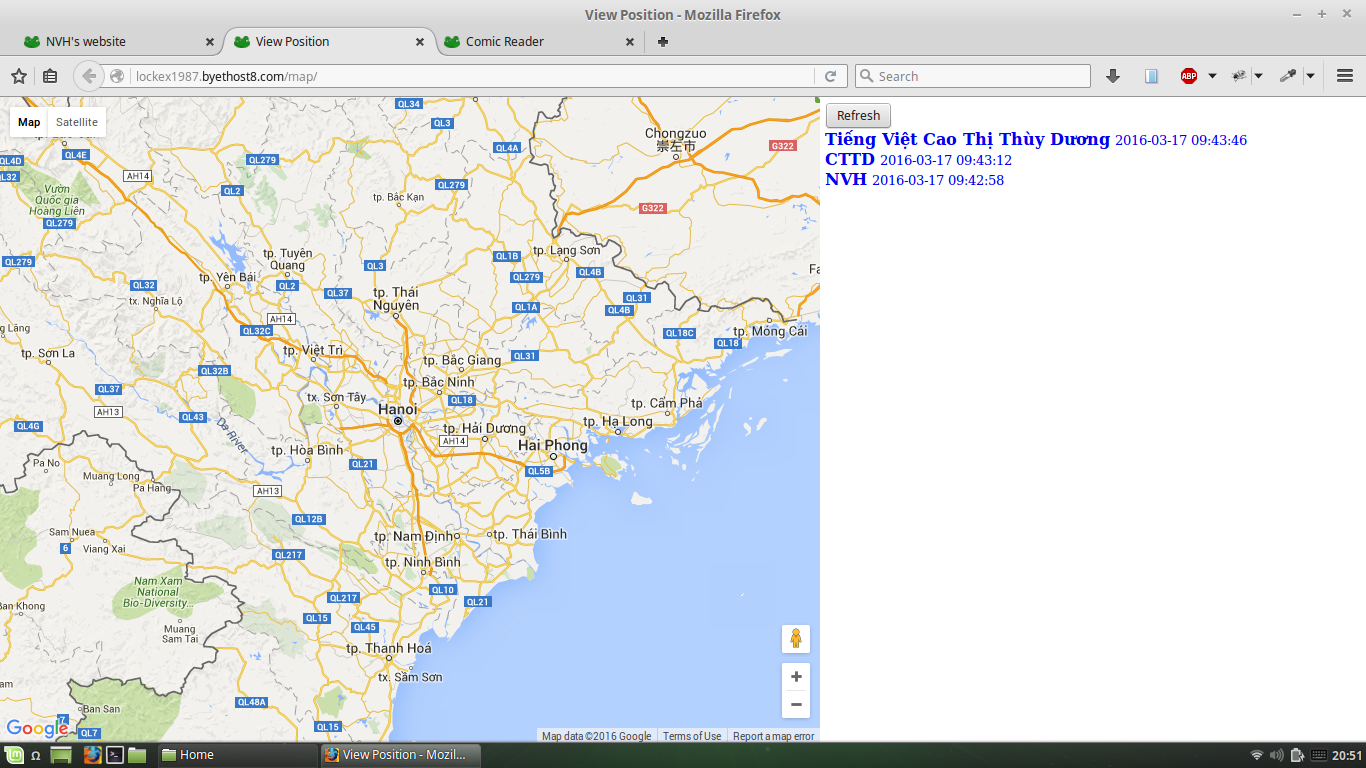 View Position - Mozilla Firefox
NVH's website
View Position
Comic Reader
lockex1987.byethost8.com/map/
Search
ABP
Map
Satellite
QL34
QL3
QL4E
QL4D
QL32
AH14
QL279
QL4A
Chongzuo
崇左市
G322
Vườn
Quốc gia
Hoàng Liên
QL279
QL2
QL279
tp. Bắc Kạn
G322
QL279
tp. Tuyên
Quang
QL3
QL1B
tp. Lạng Sơn
QL4B
tp. Yên Bái
QL32
QL2
QL279
tx. Nghĩa Lộ
QL37
tp. Thái
Nguyên
QL1A
QL31
QL4B
AH14
QL32C
QL18C
tp. Móng Cái
QL18
tp. Sơn La
tp. Việt Trì
tp. Bắc Giang
QL31
QL32B
tp. Bắc Ninh
QL37
tx. Sơn Tây
QL18
AH13
Hanoi
tp. Cẩm Phả
QL43
QL4G
Da River
tp. Hải Dương
tp. Hạ Long
AH14
Hai Phong
tp. Hòa Bình
QL21
QL5B
Pa No
Muang Long
Pa Hang
AH13
QL12B
Sam Nuea
6
Viang Xai
tp. Nam Định
tp. Thái Bình
QL217
tp. Ninh Bình
Nam Xam
National
Bio-Diversity...
QL10
QL217
QL21
Ban Khong
QL15
QL45
Muang
Sam Tai
tp. Thanh Hoá
tx. Sầm Sơn
Ban San
QL48A
7
QL7
QL15
Google
Map data ©2016 Google
Terms of Use
Report a map error
Refresh
Tiếng Việt Cao Thị Thùy Dương 2016-03-17 09:43:46
CTTD 2016-03-17 09:43:12
NVH 2016-03-17 09:42:58
Home
View Position - Mozil...
20:51